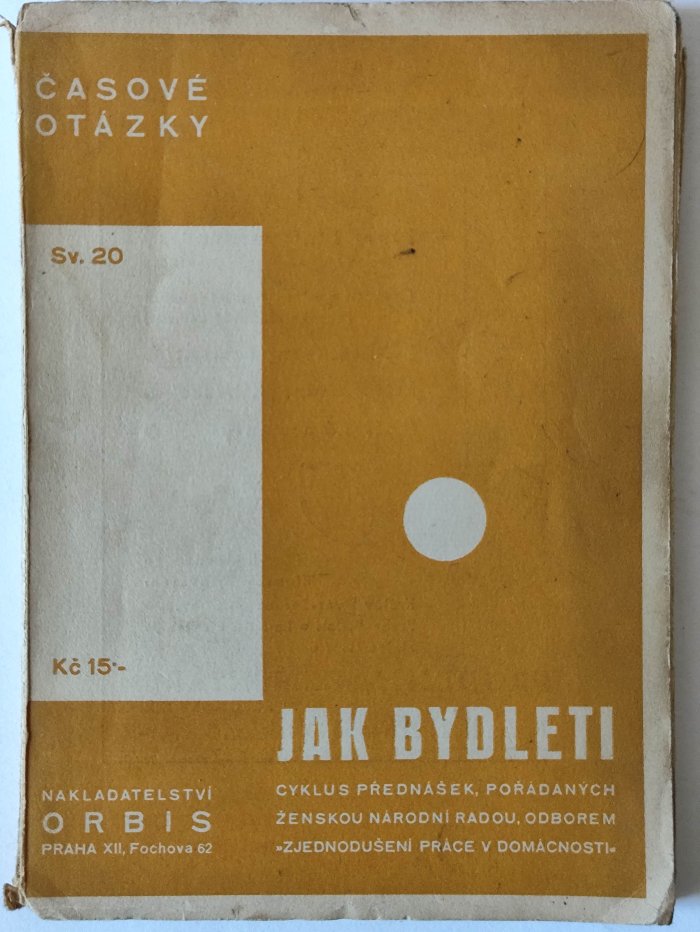 ČASOVÉ
OTÁZKY
Sv. 20
Kč 15·-
JAK BYDLETI
CYKLUS PŘEDNÁŠEK, POŘÁDANÝCH
ŽENSKOU NÁRODNÍ RADOU, ODBOREM
»ZJEDNODUŠENÍ PRÁCE V DOMÁCNOSTI«
NAKLADATELSTVÍ
ORBIS
PRAHA XII, Fochova 62